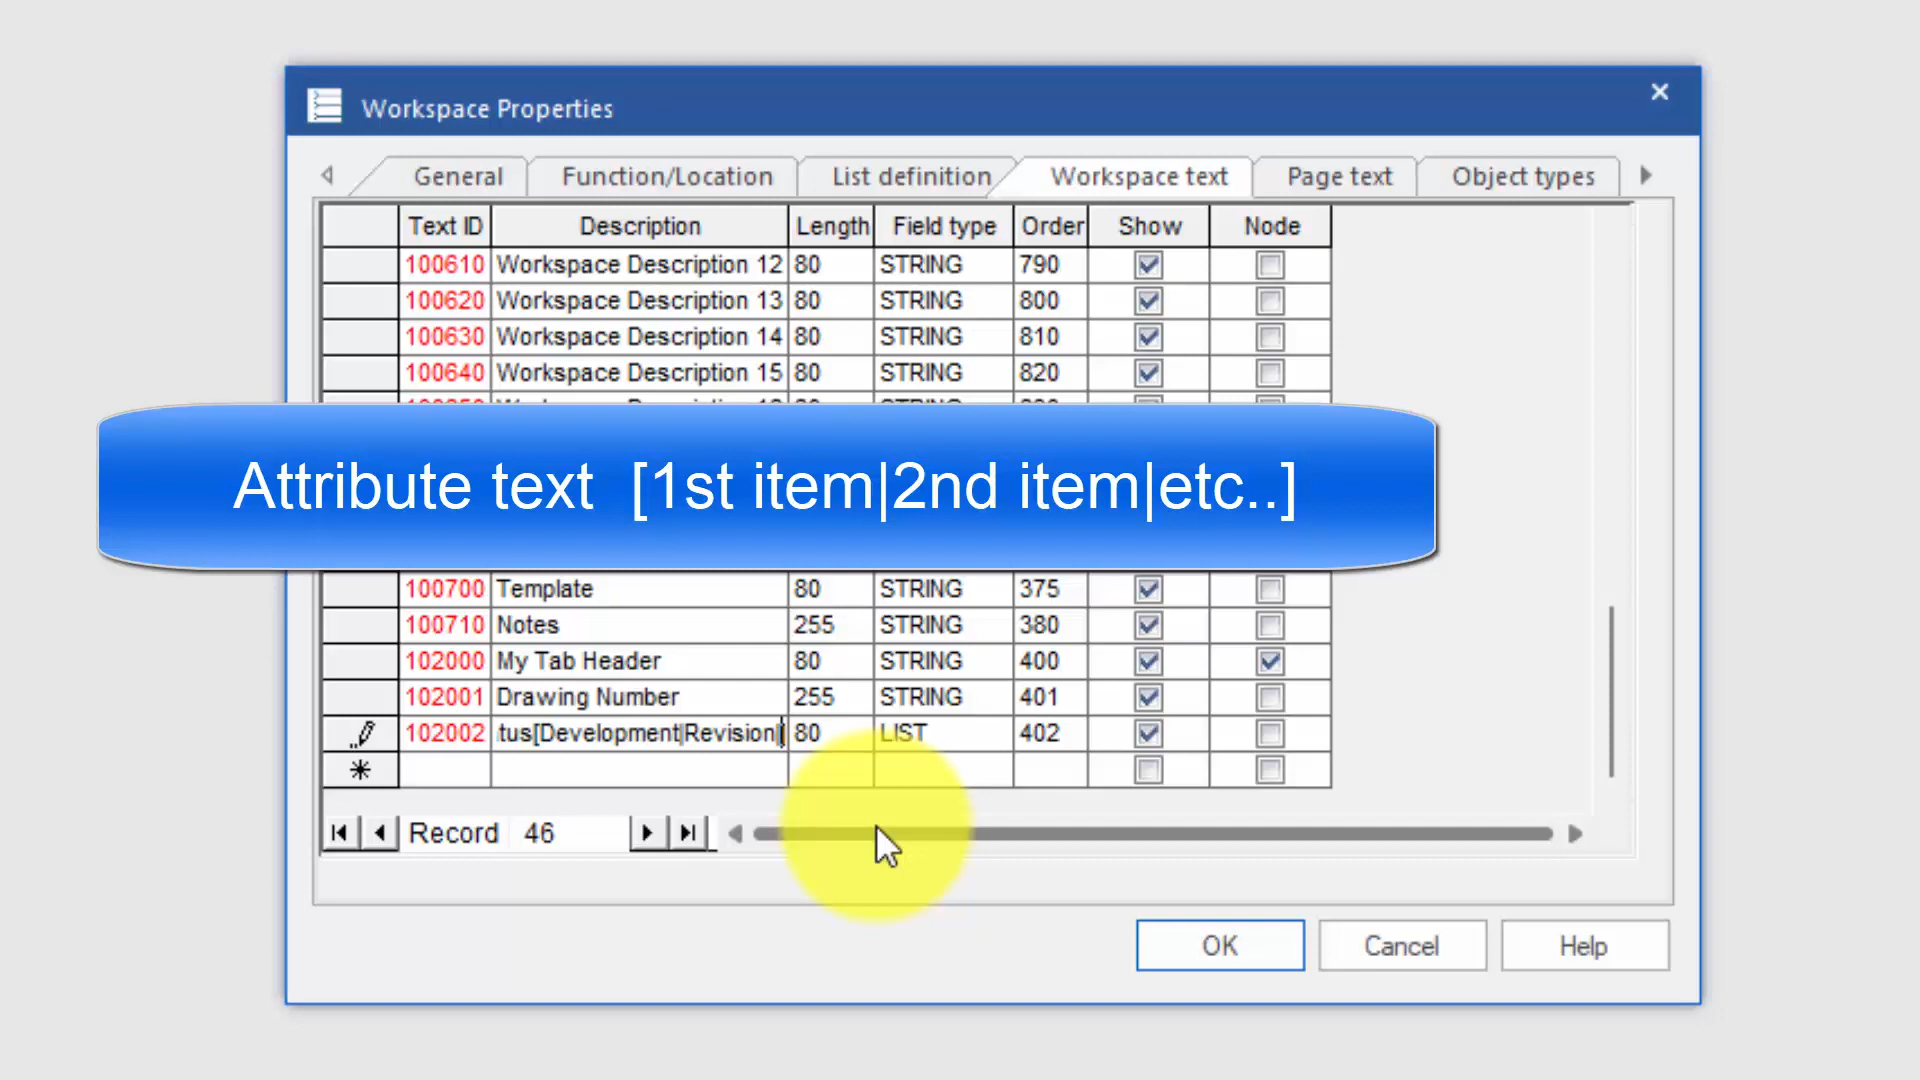 Workspace Properties
General Function/Location List definition Workspace text Page text Object types
Text ID Description Length Field type Order Show Node
100610 Workspace Description 12 80 STRING 790
100620 Workspace Description 13 80 STRING 800
100630 Workspace Description 14 80 STRING 810
100640 Workspace Description 15 80 STRING 820
Attribute text [1st item|2nd item|etc..]
100700 Template 80 STRING 375
100710 Notes 255 STRING 380
102000 My Tab Header 80 STRING 400
102001 Drawing Number 255 STRING 401
102002 tus[Development|Revision| 80 LIST 402
Record 46
OK Cancel Help